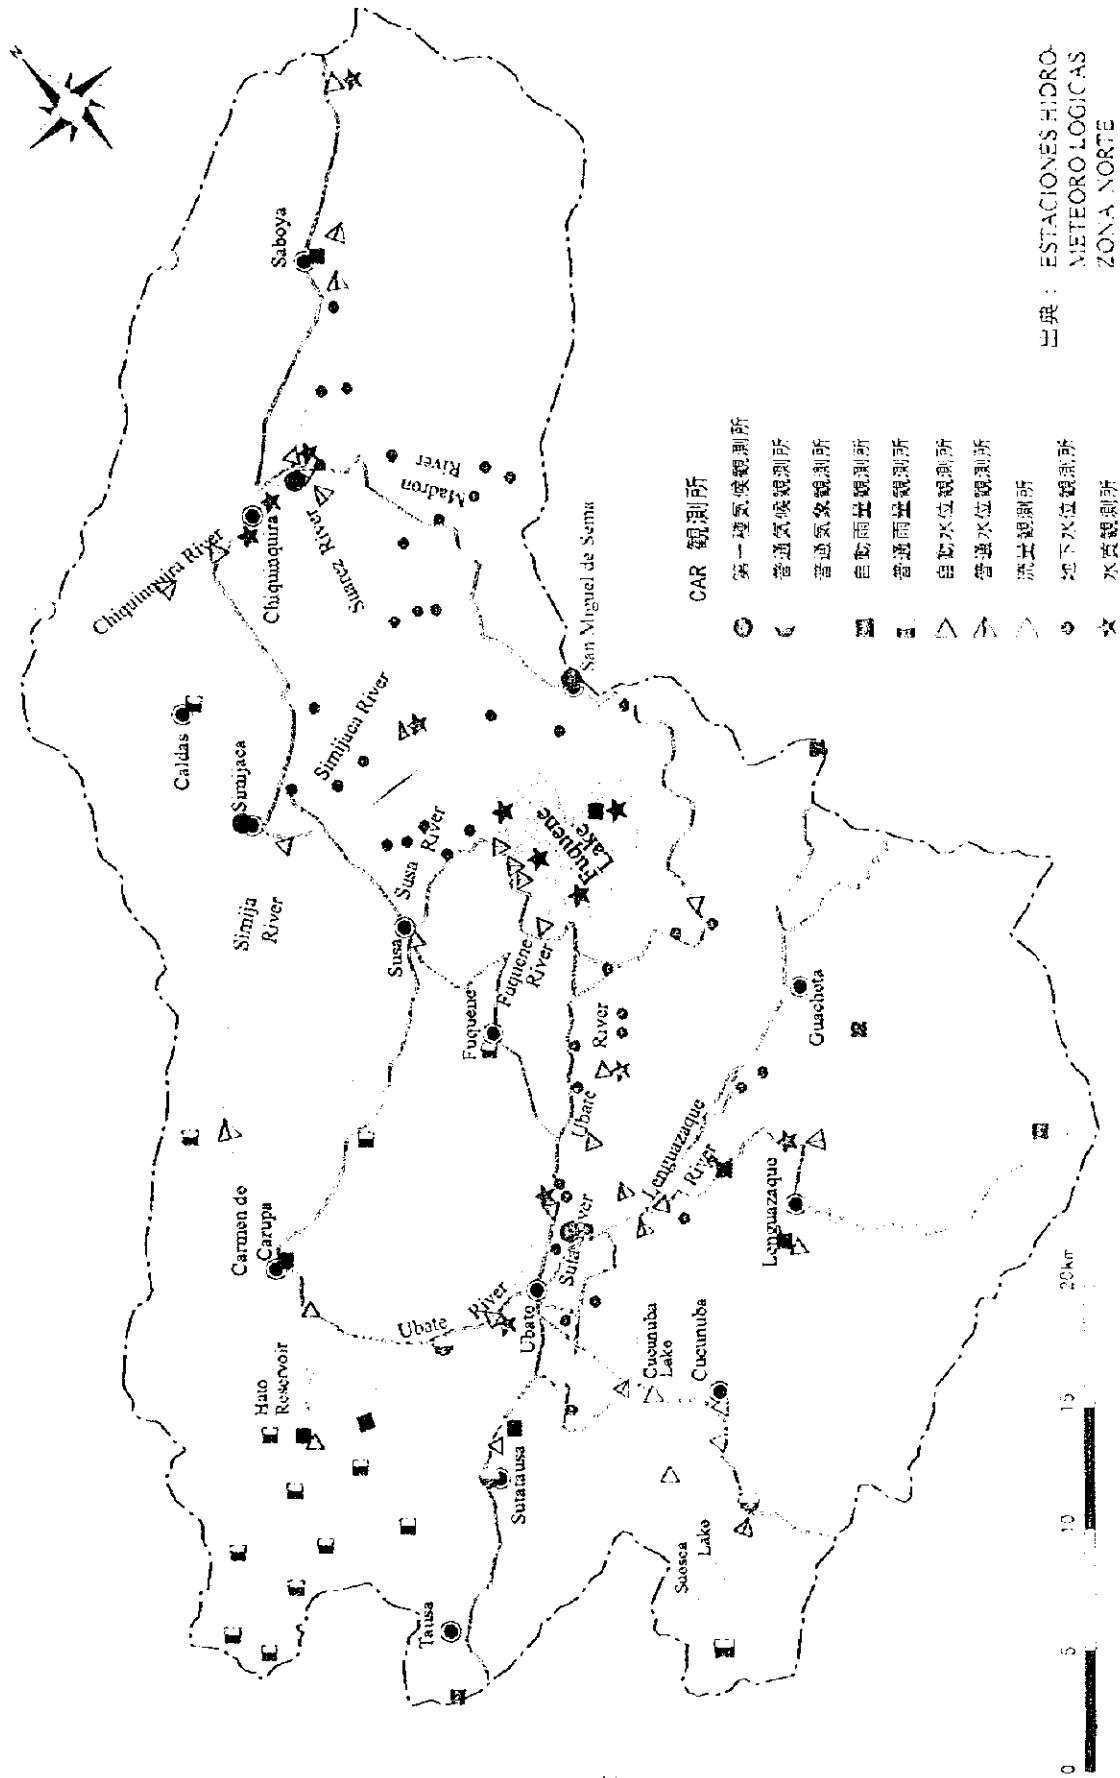 N
Saboya
Chiquinquira River
Chiquinquira
Suarez River
Madron
River
Caldas
Simijaca
Simijuca River
San Miguel de Sema
Simija
River
Susa
Susa
River
Fuquene
Lake
Fuquene
Fuquene
River
Ubate
River
Guacheta
Carmen de
Carupa
Lenguazaque
River
Lenguazaque
Hato
Reservoir
Ubate
River
Ubate
Suta River
Cucunuba
Lake
Cucunuba
Sutatausa
Tausa
Suesca
Lake
CAR 観測所
第一種気候観測所
普通気候観測所
普通気象観測所
自動雨量観測所
普通雨量観測所
自動水位観測所
普通水位観測所
流量観測所
地下水位観測所
水質観測所
出典 : ESTACIONES HIDRO-
METEORO LOGICAS
ZONA NORTE
0 5 10 15 20km